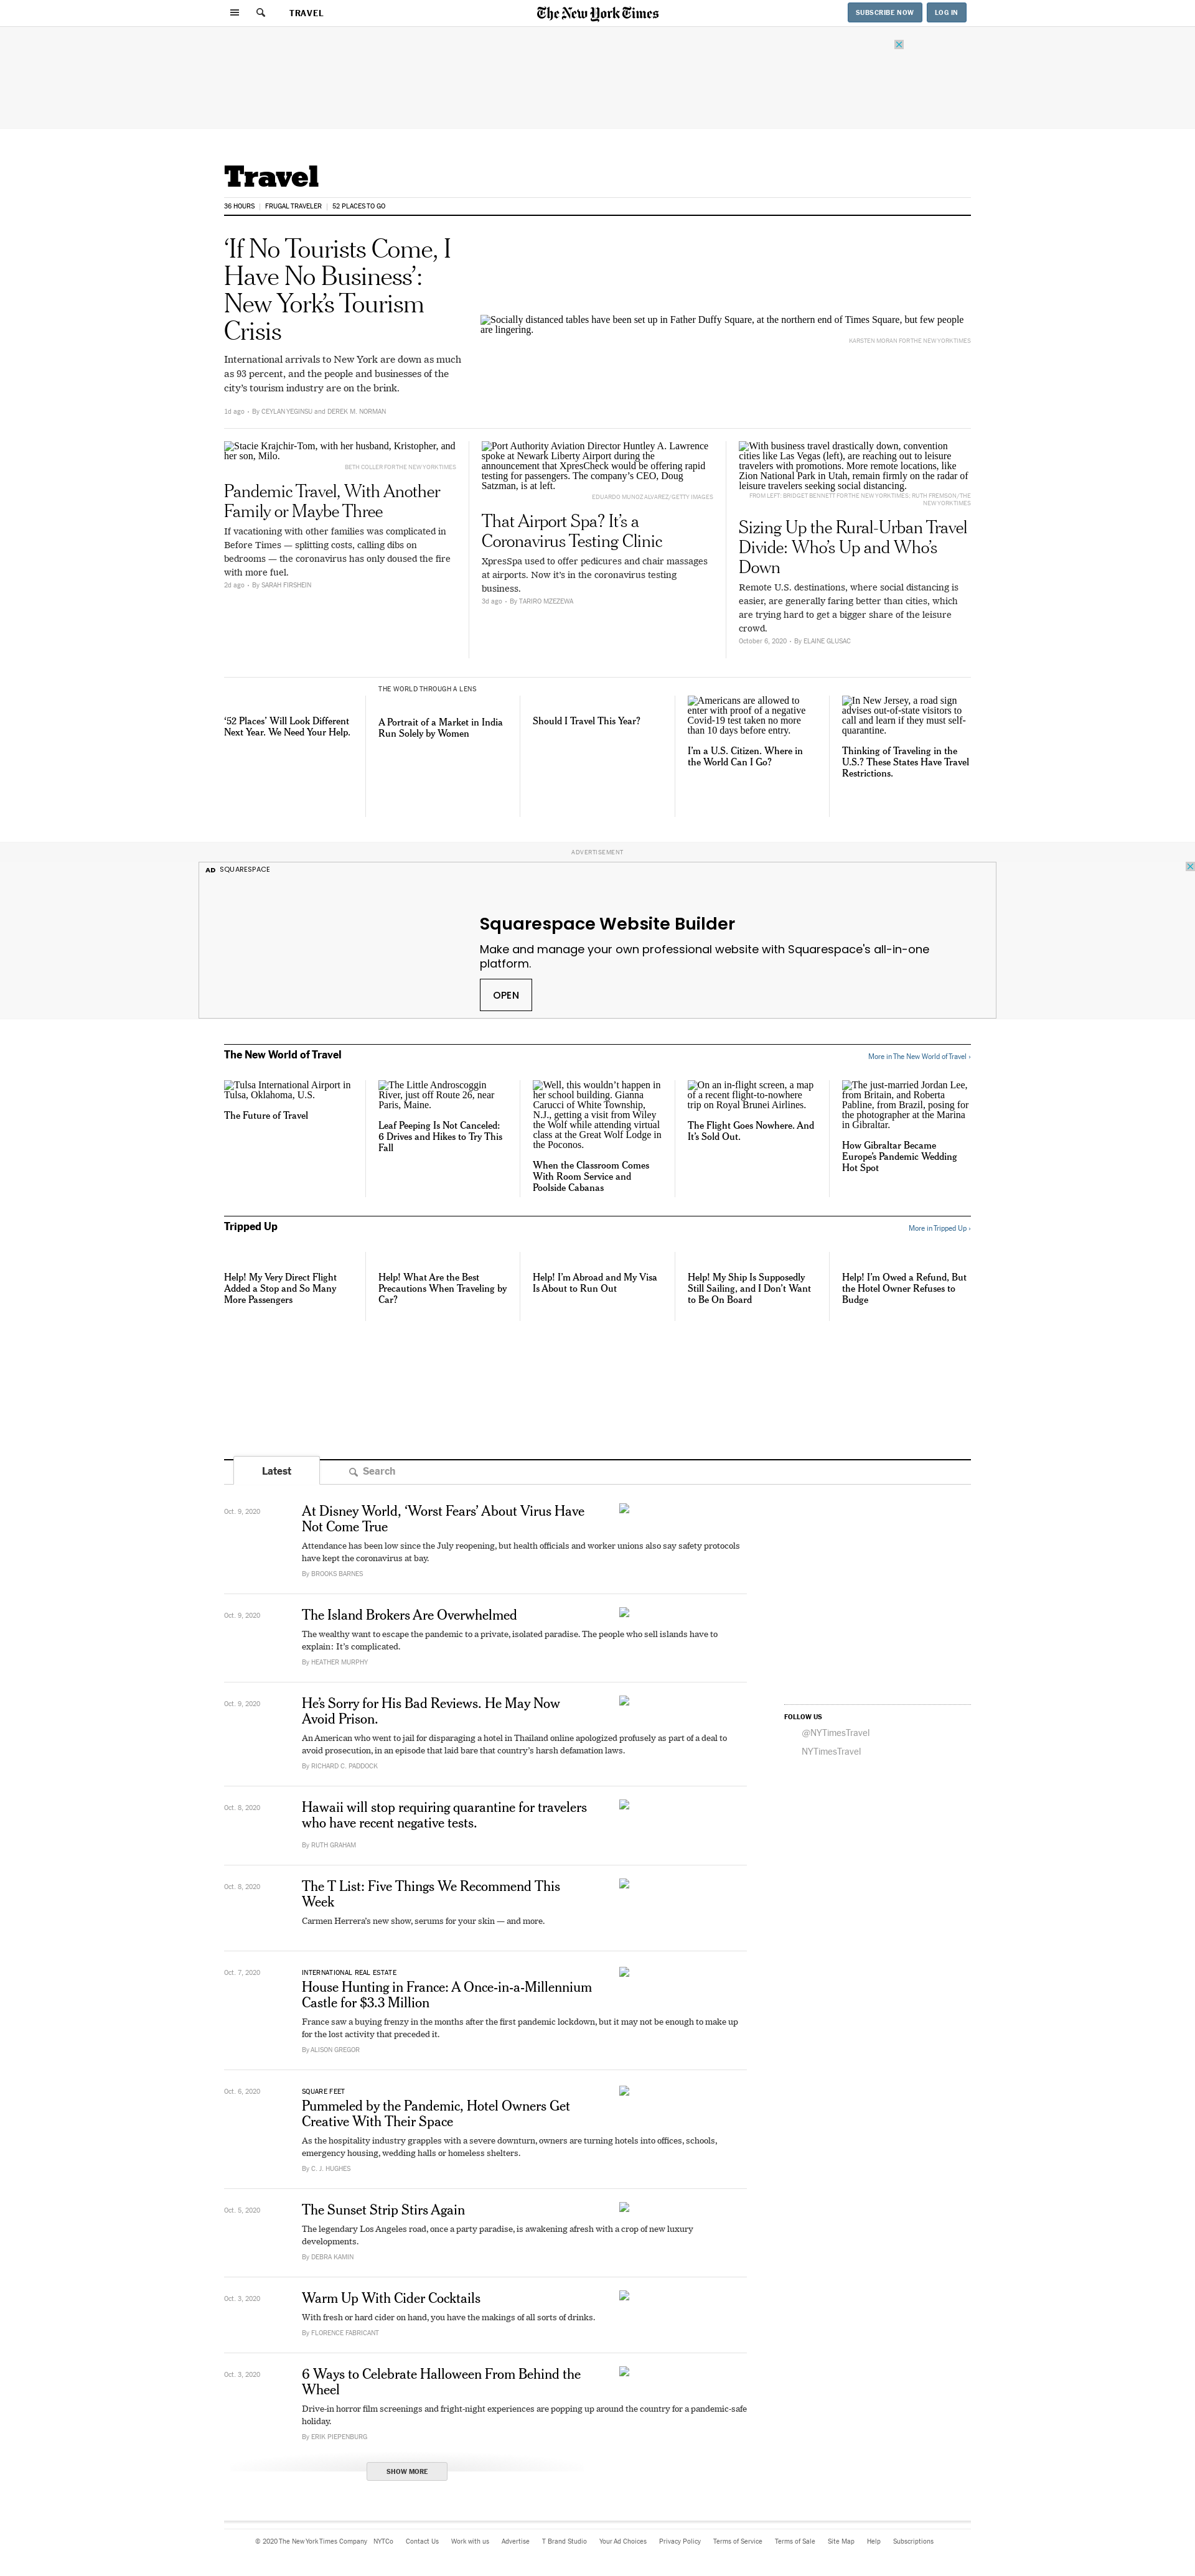 TRAVEL
The New York Times
SUBSCRIBE NOW
LOG IN
Travel
36 HOURS
FRUGAL TRAVELER
52 PLACES TO GO
‘If No Tourists Come, I
Have No Business’:
New York’s Tourism
Crisis
International arrivals to New York are down as much
as 93 percent, and the people and businesses of the
city’s tourism industry are on the brink.
1d ago • By CEYLAN YEGINSU and DEREK M. NORMAN
Socially distanced tables have been set up in Father Duffy Square, at the northern end of Times Square, but few people
are lingering.
KARSTEN MORAN FOR THE NEW YORK TIMES
Stacie Krajchir-Tom, with her husband, Kristopher, and
her son, Milo.
BETH COLLER FOR THE NEW YORK TIMES
Pandemic Travel, With Another
Family or Maybe Three
If vacationing with other families was complicated in
Before Times — splitting costs, calling dibs on
bedrooms — the coronavirus has only doused the fire
with more fuel.
2d ago • By SARAH FIRSHEIN
Port Authority Aviation Director Huntley A. Lawrence
spoke at Newark Liberty Airport during the
announcement that XpresCheck would be offering rapid
testing for passengers. The company’s CEO, Doug
Satzman, is at left.
EDUARDO MUNOZ ALVAREZ/GETTY IMAGES
That Airport Spa? It’s a
Coronavirus Testing Clinic
XpresSpa used to offer pedicures and chair massages
at airports. Now it’s in the coronavirus testing
business.
3d ago • By TARIRO MZEZEWA
With business travel drastically down, convention
cities like Las Vegas (left), are reaching out to leisure
travelers with promotions. More remote locations, like
Zion National Park in Utah, remain firmly on the radar of
leisure travelers seeking social distancing.
FROM LEFT: BRIDGET BENNETT FOR THE NEW YORK TIMES; RUTH FREMSON/THE
NEW YORK TIMES
Sizing Up the Rural-Urban Travel
Divide: Who’s Up and Who’s
Down
Remote U.S. destinations, where social distancing is
easier, are generally faring better than cities, which
are trying hard to get a bigger share of the leisure
crowd.
October 6, 2020 • By ELAINE GLUSAC
‘52 Places’ Will Look Different
Next Year. We Need Your Help.
THE WORLD THROUGH A LENS
A Portrait of a Market in India
Run Solely by Women
Should I Travel This Year?
Americans are allowed to
enter with proof of a negative
Covid-19 test taken no more
than 10 days before entry.
I’m a U.S. Citizen. Where in
the World Can I Go?
In New Jersey, a road sign
advises out-of-state visitors to
call and learn if they must self-
quarantine.
Thinking of Traveling in the
U.S.? These States Have Travel
Restrictions.
ADVERTISEMENT
AD SQUARESPACE
Squarespace Website Builder
Make and manage your own professional website with Squarespace's all-in-one
platform.
OPEN
The New World of Travel
More in The New World of Travel ›
Tulsa International Airport in
Tulsa, Oklahoma, U.S.
The Future of Travel
The Little Androscoggin
River, just off Route 26, near
Paris, Maine.
Leaf Peeping Is Not Canceled:
6 Drives and Hikes to Try This
Fall
Well, this wouldn’t happen in
her school building. Gianna
Carucci of White Township,
N.J., getting a visit from Wiley
the Wolf while attending virtual
class at the Great Wolf Lodge in
the Poconos.
When the Classroom Comes
With Room Service and
Poolside Cabanas
On an in-flight screen, a map
of a recent flight-to-nowhere
trip on Royal Brunei Airlines.
The Flight Goes Nowhere. And
It’s Sold Out.
The just-married Jordan Lee,
from Britain, and Roberta
Pabline, from Brazil, posing for
the photographer at the Marina
in Gibraltar.
How Gibraltar Became
Europe’s Pandemic Wedding
Hot Spot
Tripped Up
More in Tripped Up ›
Help! My Very Direct Flight
Added a Stop and So Many
More Passengers
Help! What Are the Best
Precautions When Traveling by
Car?
Help! I’m Abroad and My Visa
Is About to Run Out
Help! My Ship Is Supposedly
Still Sailing, and I Don’t Want
to Be On Board
Help! I’m Owed a Refund, But
the Hotel Owner Refuses to
Budge
Latest
Search
Oct. 9, 2020
At Disney World, ‘Worst Fears’ About Virus Have
Not Come True
Attendance has been low since the July reopening, but health officials and worker unions also say safety protocols
have kept the coronavirus at bay.
By BROOKS BARNES
Oct. 9, 2020
The Island Brokers Are Overwhelmed
The wealthy want to escape the pandemic to a private, isolated paradise. The people who sell islands have to
explain: It’s complicated.
By HEATHER MURPHY
Oct. 9, 2020
He’s Sorry for His Bad Reviews. He May Now
Avoid Prison.
An American who went to jail for disparaging a hotel in Thailand online apologized profusely as part of a deal to
avoid prosecution, in an episode that laid bare that country’s harsh defamation laws.
By RICHARD C. PADDOCK
FOLLOW US
@NYTimesTravel
NYTimesTravel
Oct. 8, 2020
Hawaii will stop requiring quarantine for travelers
who have recent negative tests.
By RUTH GRAHAM
Oct. 8, 2020
The T List: Five Things We Recommend This
Week
Carmen Herrera’s new show, serums for your skin — and more.
Oct. 7, 2020
INTERNATIONAL REAL ESTATE
House Hunting in France: A Once-in-a-Millennium
Castle for $3.3 Million
France saw a buying frenzy in the months after the first pandemic lockdown, but it may not be enough to make up
for the lost activity that preceded it.
By ALISON GREGOR
Oct. 6, 2020
SQUARE FEET
Pummeled by the Pandemic, Hotel Owners Get
Creative With Their Space
As the hospitality industry grapples with a severe downturn, owners are turning hotels into offices, schools,
emergency housing, wedding halls or homeless shelters.
By C. J. HUGHES
Oct. 5, 2020
The Sunset Strip Stirs Again
The legendary Los Angeles road, once a party paradise, is awakening afresh with a crop of new luxury
developments.
By DEBRA KAMIN
Oct. 3, 2020
Warm Up With Cider Cocktails
With fresh or hard cider on hand, you have the makings of all sorts of drinks.
By FLORENCE FABRICANT
Oct. 3, 2020
6 Ways to Celebrate Halloween From Behind the
Wheel
Drive-in horror film screenings and fright-night experiences are popping up around the country for a pandemic-safe
holiday.
By ERIK PIEPENBURG
SHOW MORE
© 2020 The New York Times Company NYTCo Contact Us Work with us Advertise T Brand Studio Your Ad Choices Privacy Policy Terms of Service Terms of Sale Site Map Help Subscriptions